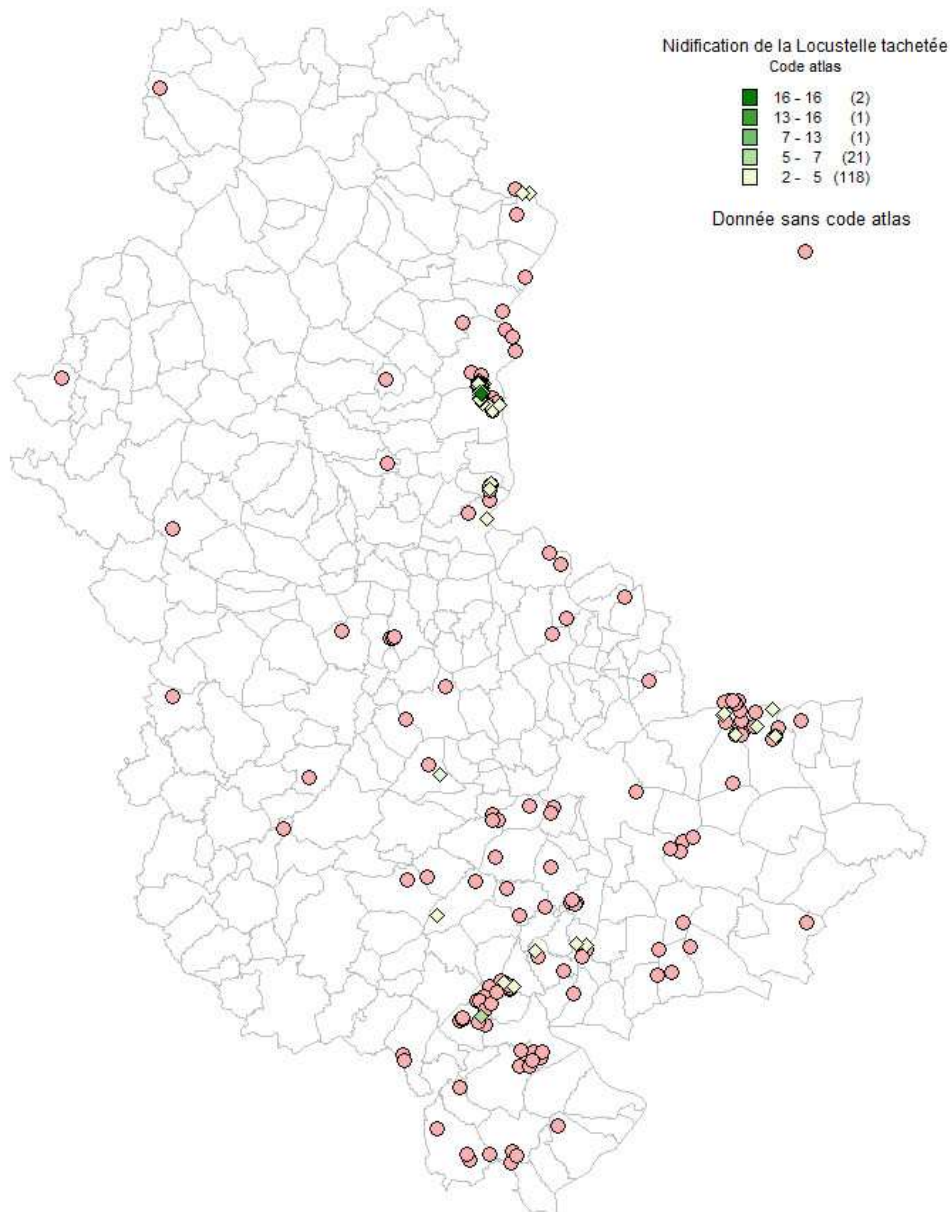 Nidification de la Locustelle tachetée
Code atlas
16 - 16 (2)
13 - 16 (1)
7 - 13 (1)
5 - 7 (21)
2 - 5 (118)
Donnée sans code atlas